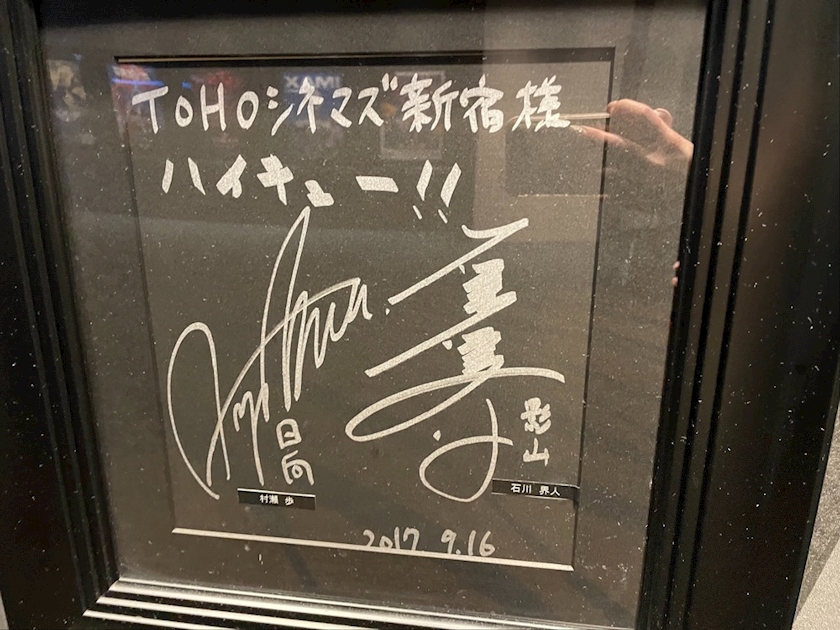 TOHOシネマズ新宿様
ハイキュー!!
日向
影山
村瀬 歩
石川 界人
2017 9.16